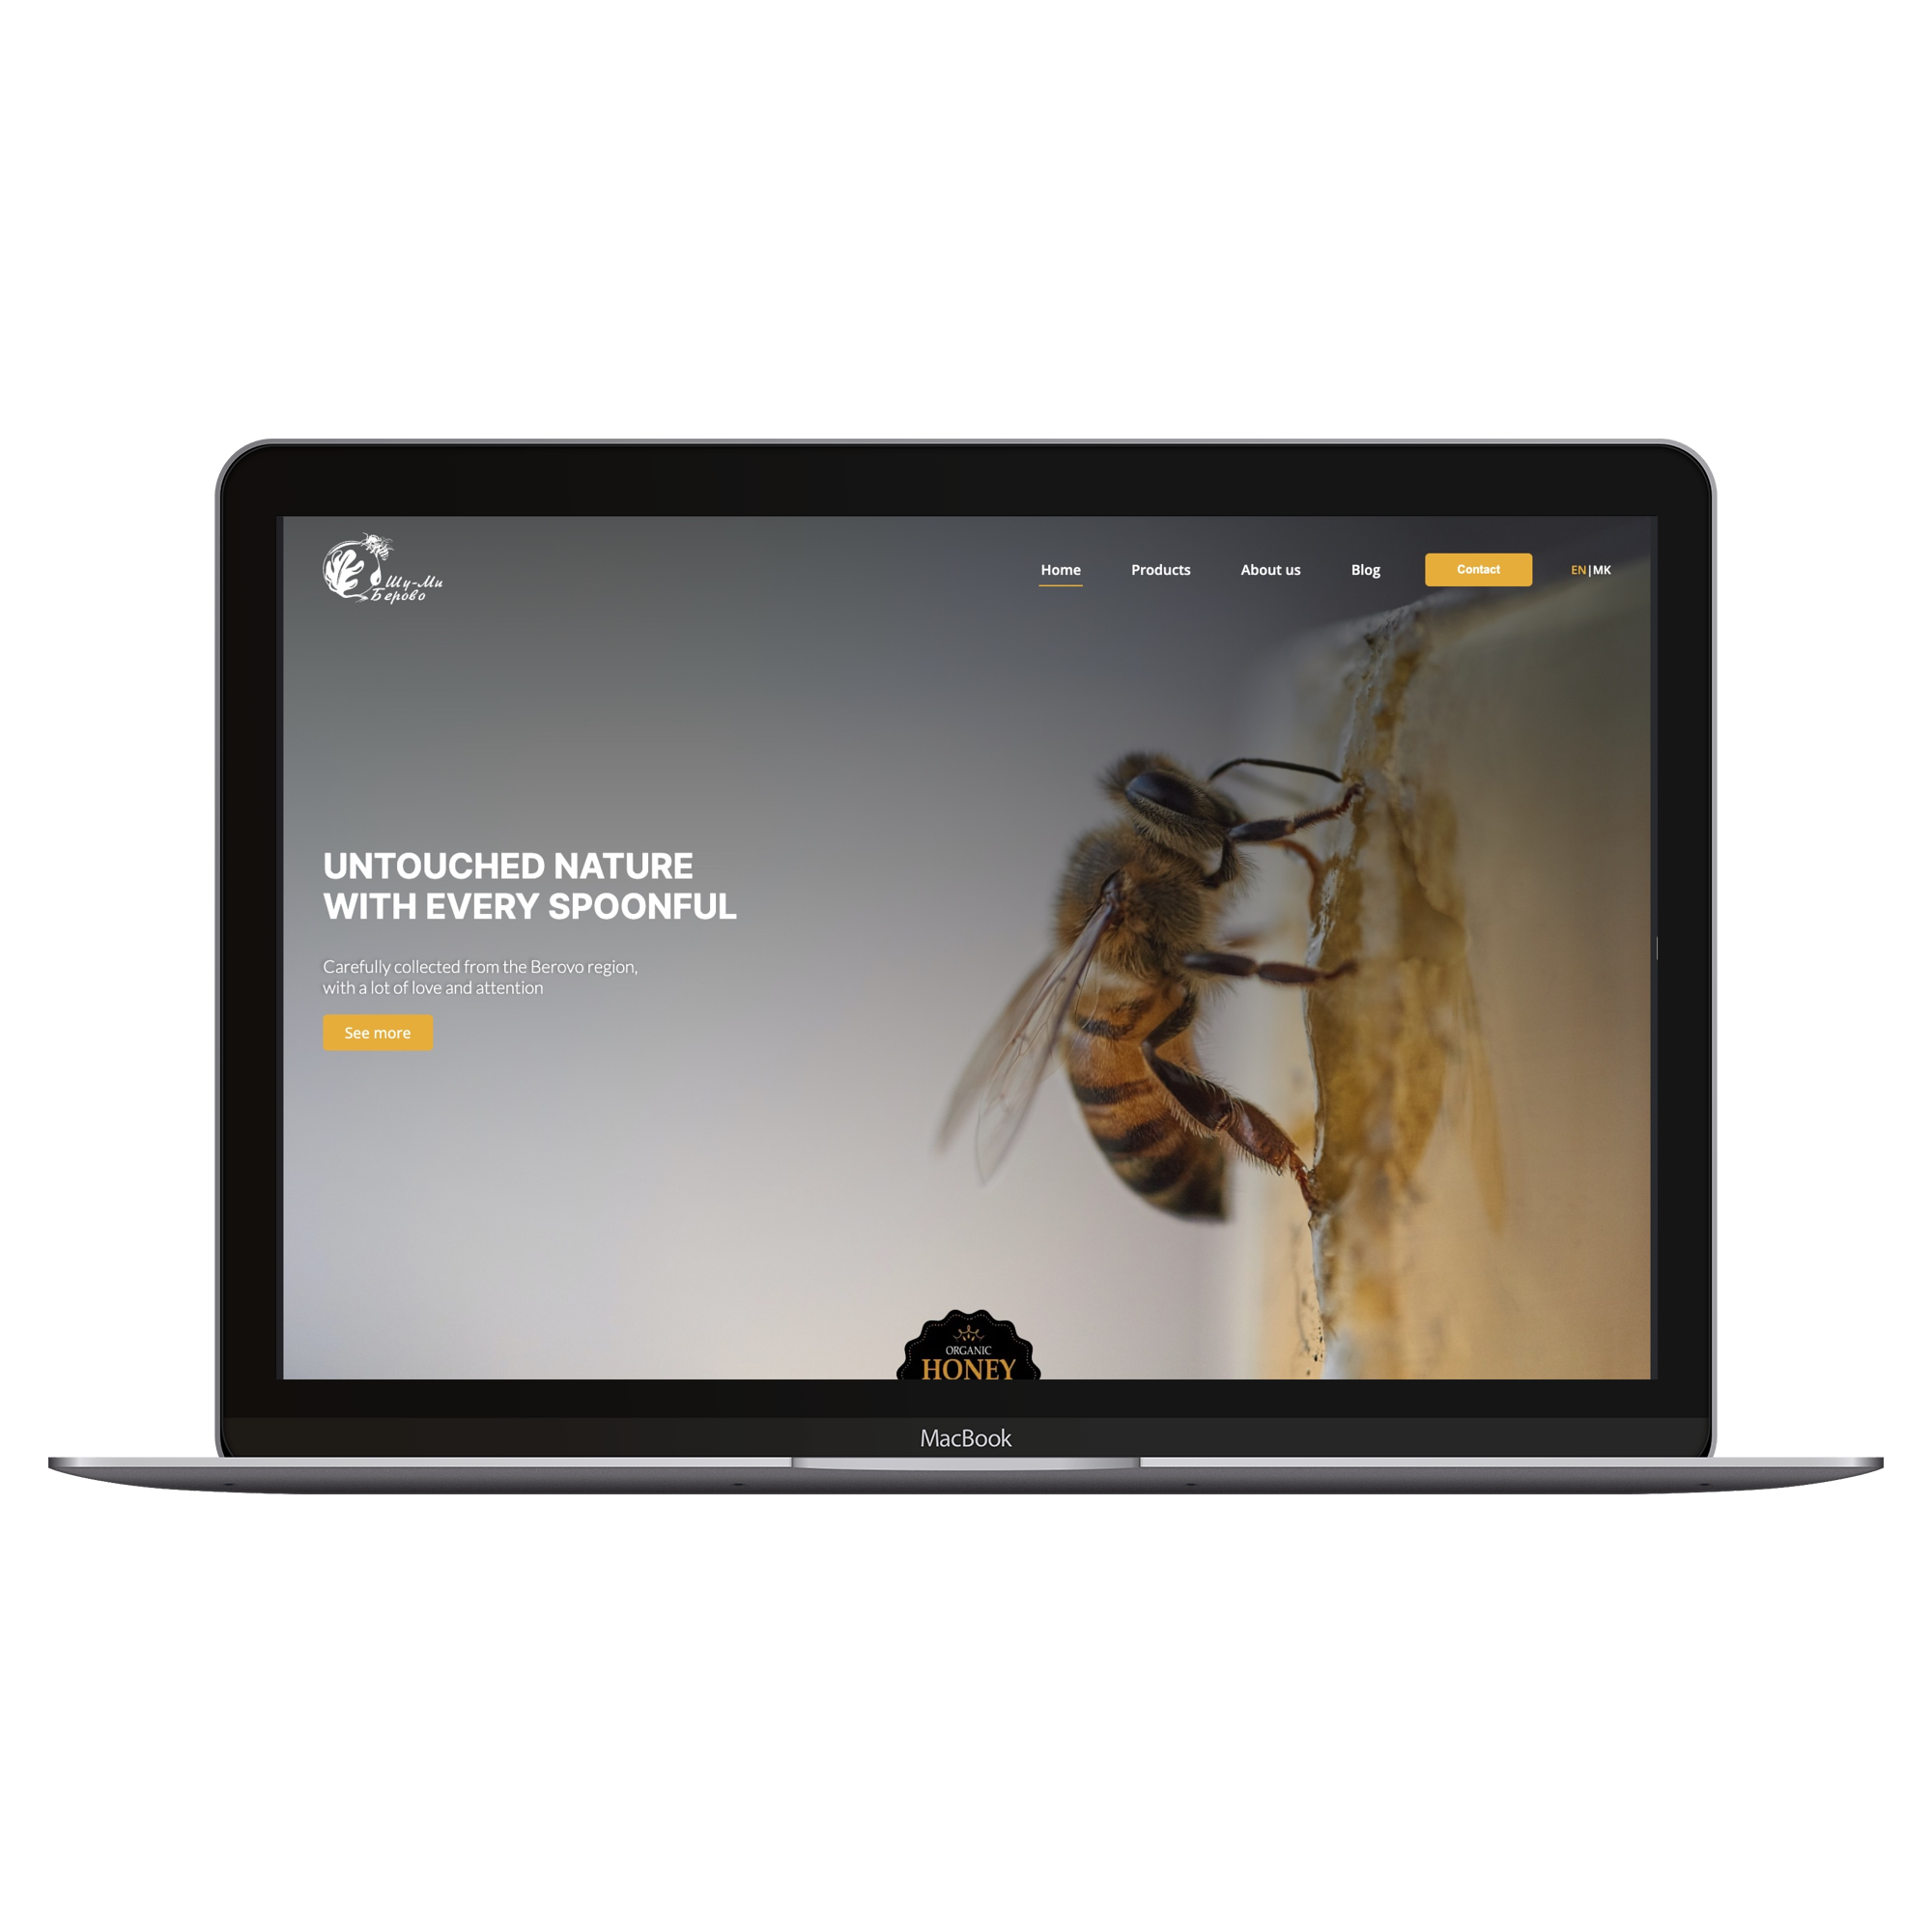 Шу-Ми
Берово
Home Products About us Blog Contact EN|MK
UNTOUCHED NATURE
WITH EVERY SPOONFUL
Carefully collected from the Berovo region,
with a lot of love and attention
See more
ORGANIC
HONEY
MacBook